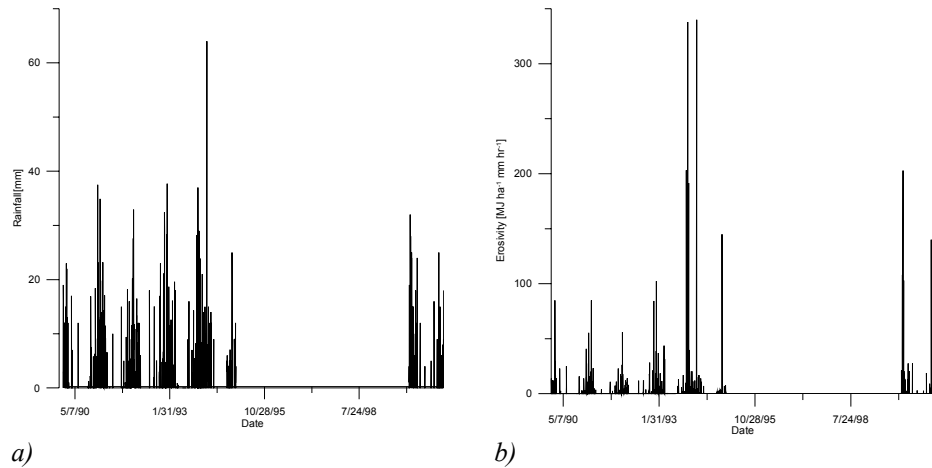 60
40
20
0
Rainfall[mm]
5/7/90 1/31/93 10/28/95 7/24/98
Date
a)
300
200
100
0
Erosivity [MJ ha⁻¹ mm hr⁻¹]
5/7/90 1/31/93 10/28/95 7/24/98
Date
b)